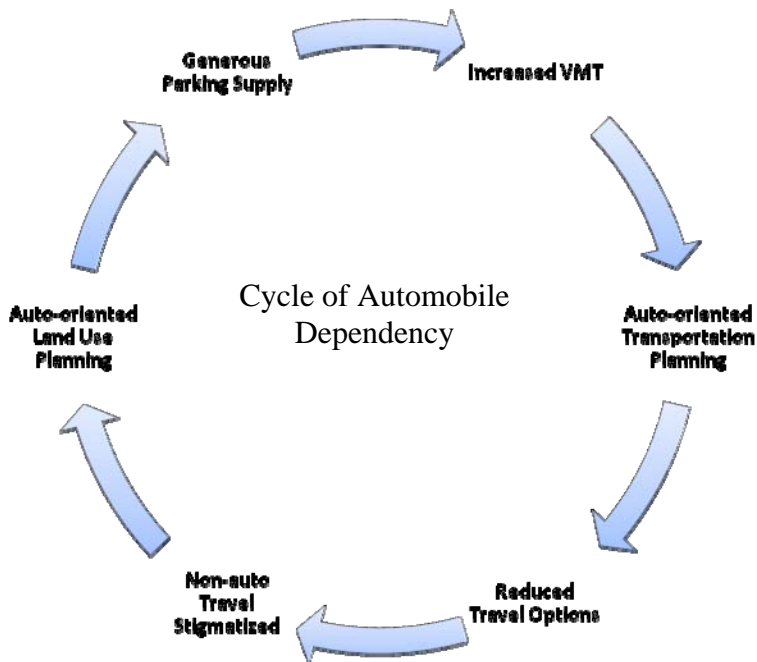 Generous
Parking Supply
Increased VMT
Auto-oriented
Transportation
Planning
Reduced
Travel Options
Non-auto
Travel
Stigmatized
Auto-oriented
Land Use
Planning
Cycle of Automobile
Dependency